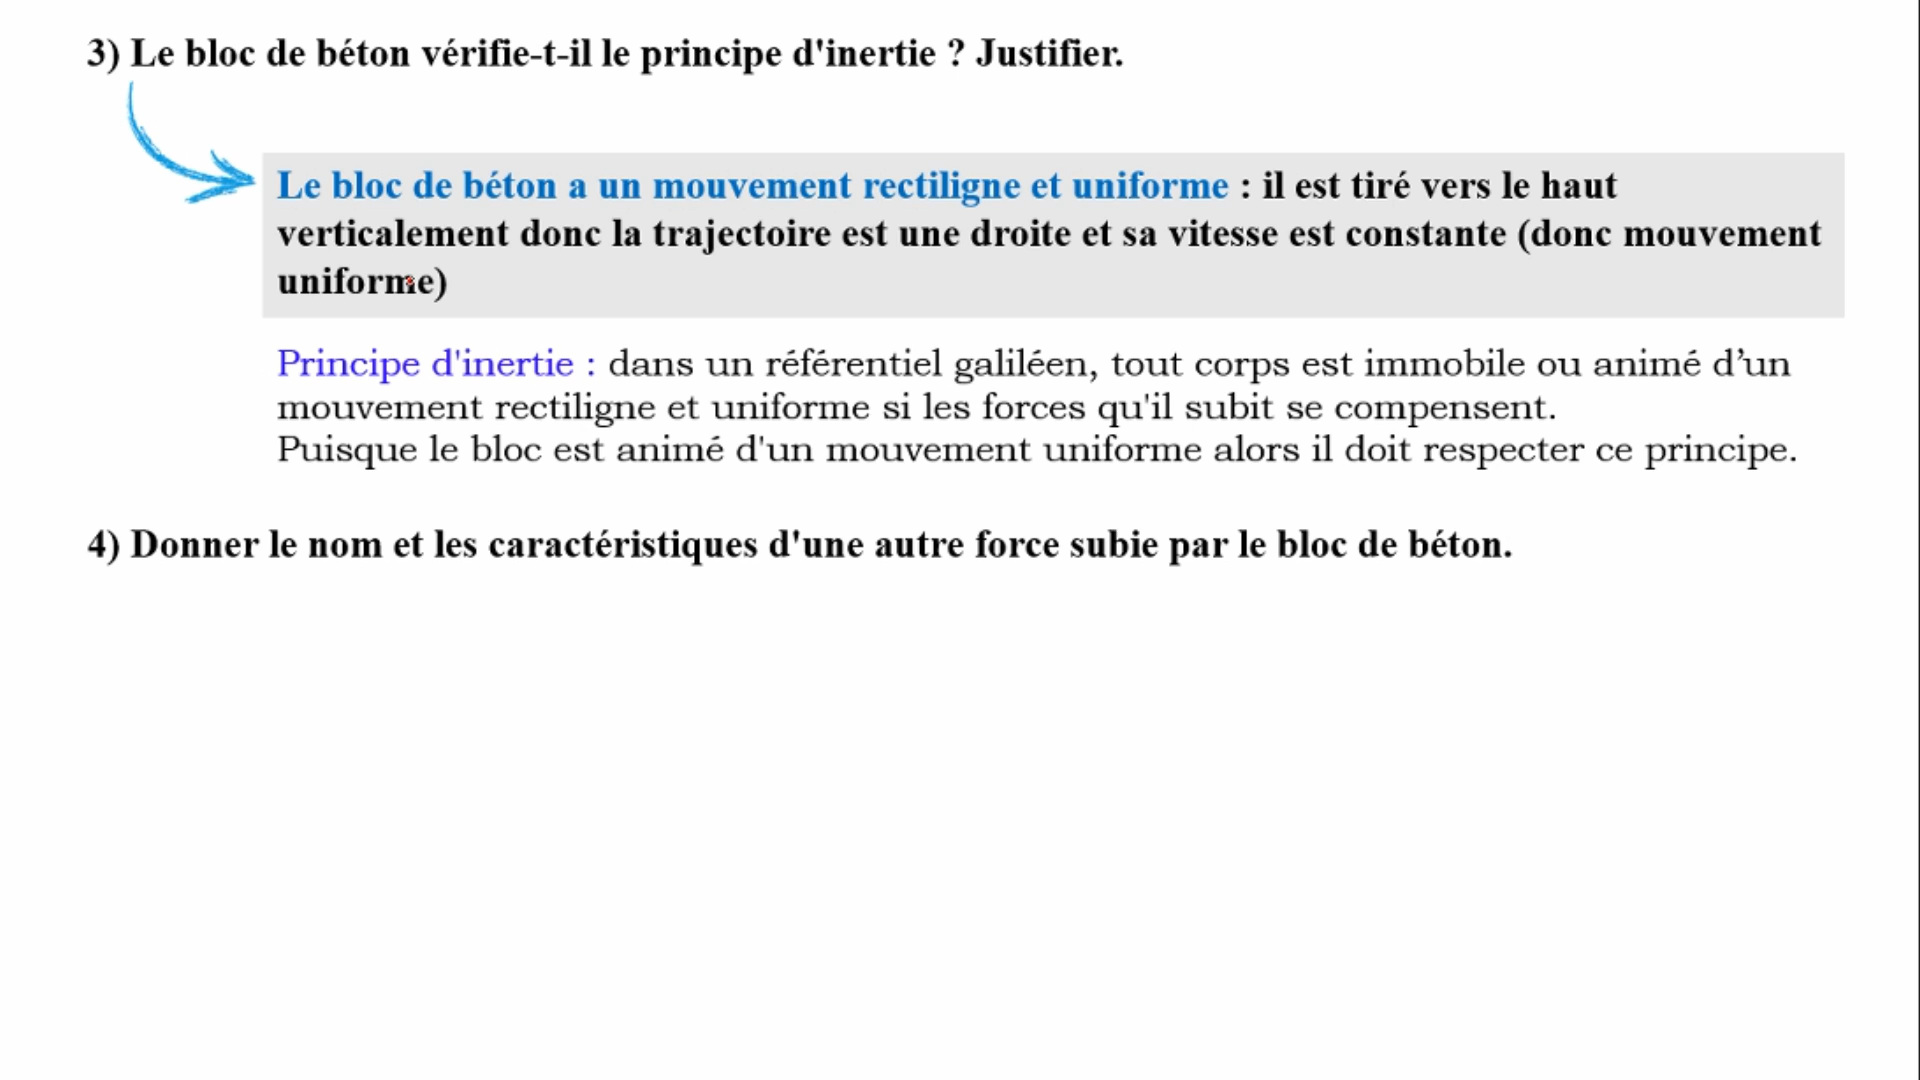 3) Le bloc de béton vérifie-t-il le principe d'inertie ? Justifier.
Le bloc de béton a un mouvement rectiligne et uniforme : il est tiré vers le haut
verticalement donc la trajectoire est une droite et sa vitesse est constante (donc mouvement
uniforme)
Principe d'inertie : dans un référentiel galiléen, tout corps est immobile ou animé d’un
mouvement rectiligne et uniforme si les forces qu'il subit se compensent.
Puisque le bloc est animé d'un mouvement uniforme alors il doit respecter ce principe.
4) Donner le nom et les caractéristiques d'une autre force subie par le bloc de béton.